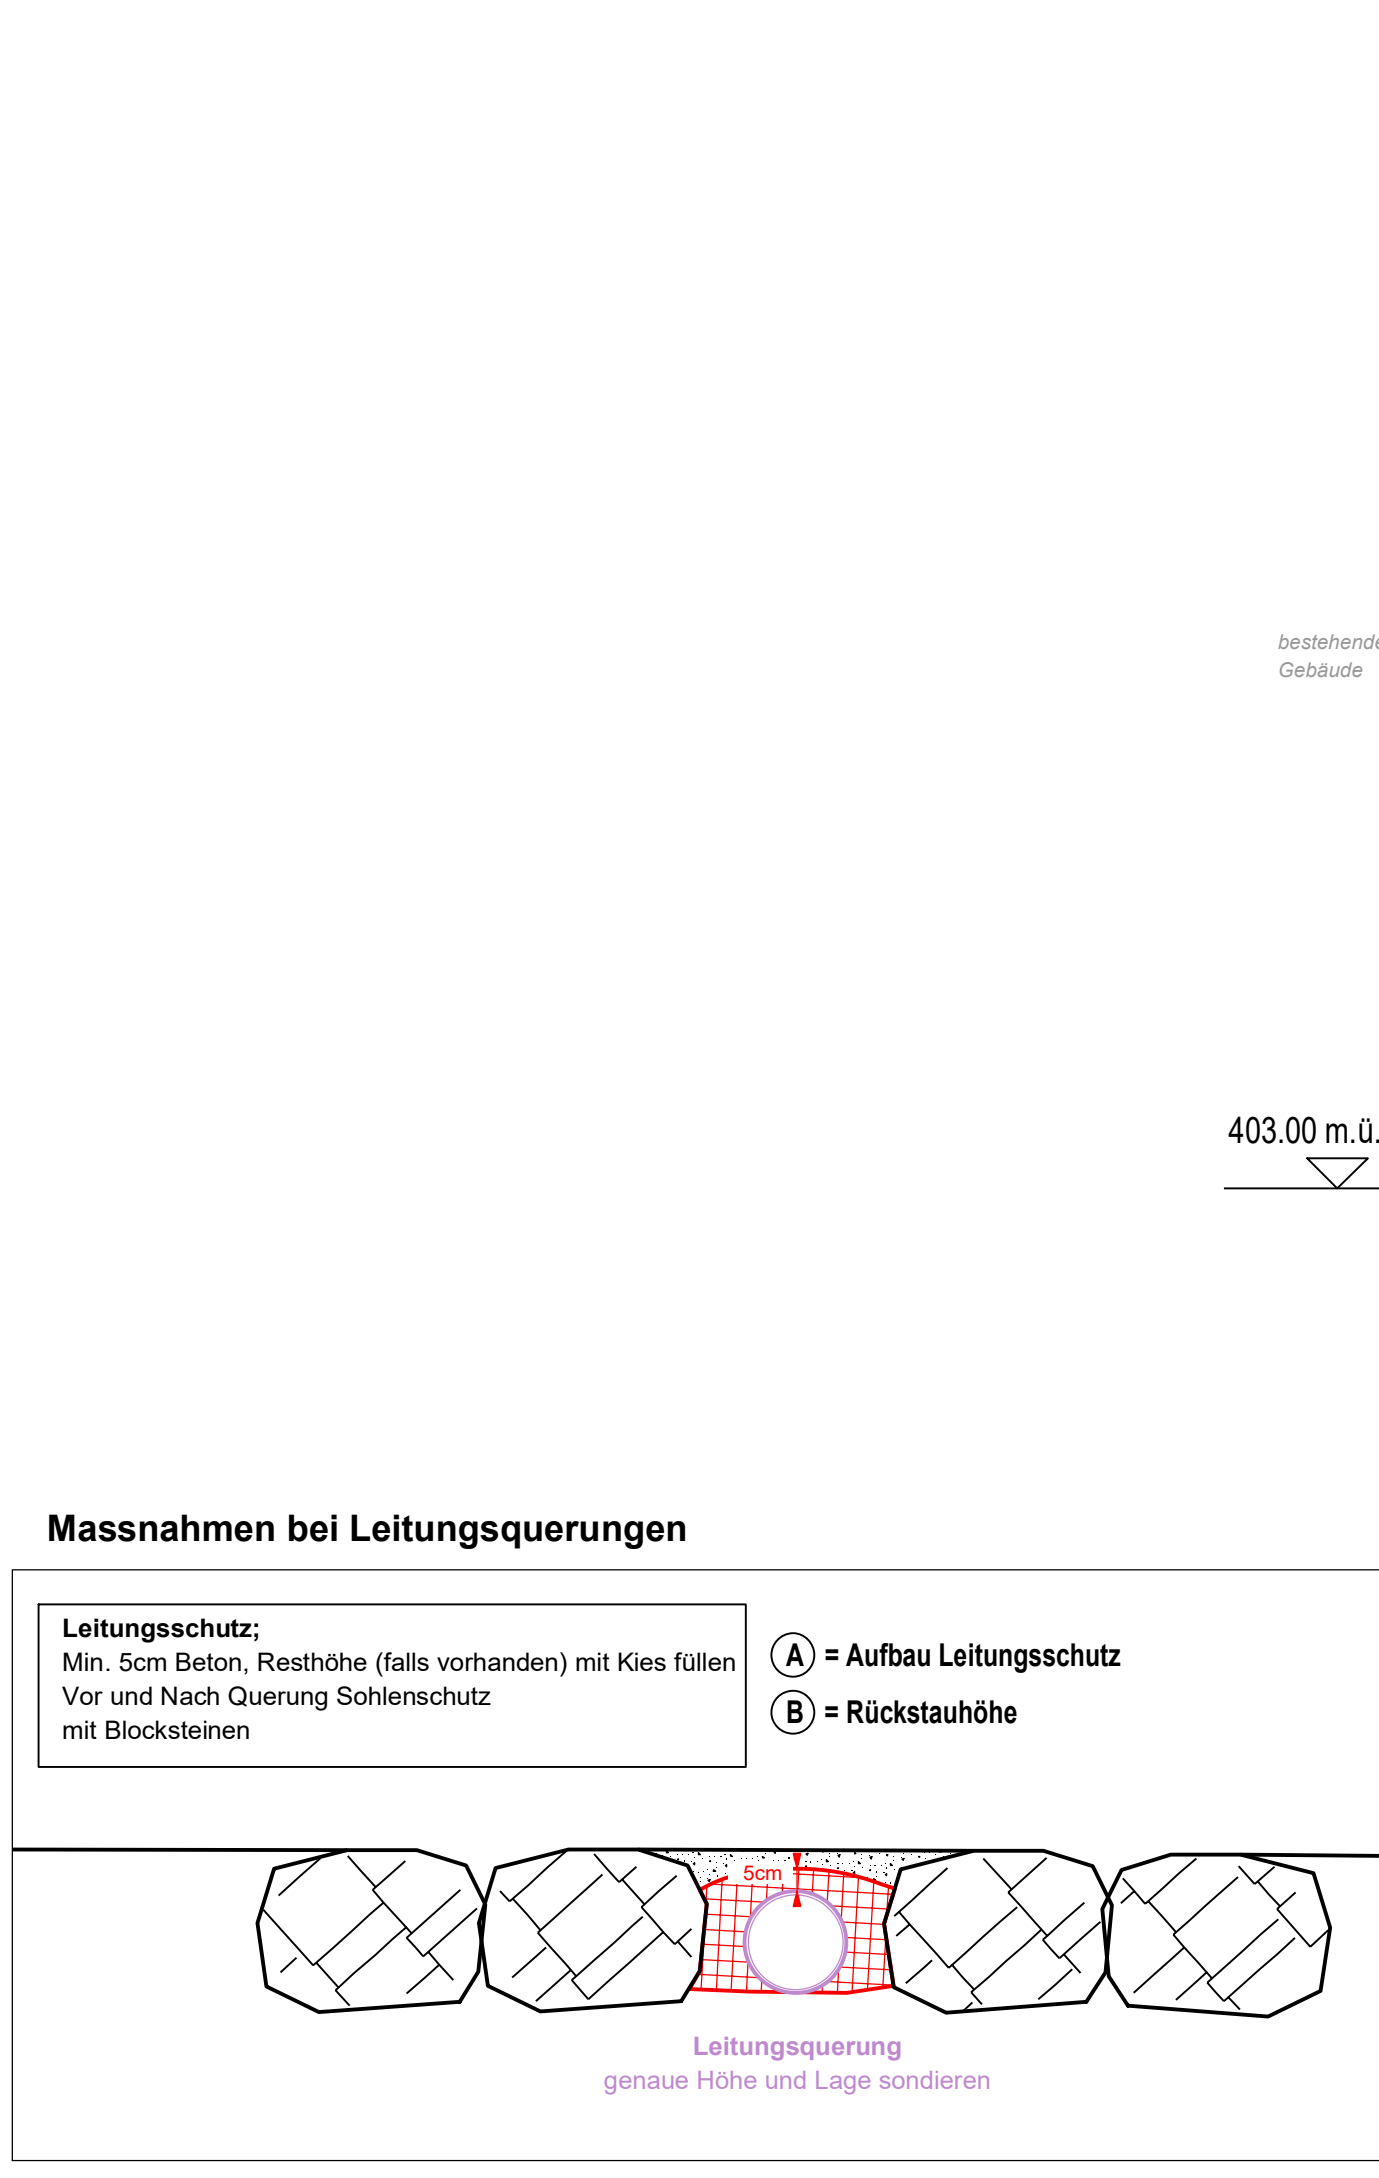 bestehende
Gebäude
403.00 m.ü.
Massnahmen bei Leitungsquerungen
Leitungsschutz;
Min. 5cm Beton, Resthöhe (falls vorhanden) mit Kies füllen
Vor und Nach Querung Sohlenschutz
mit Blocksteinen
A = Aufbau Leitungsschutz
B = Rückstauhöhe
5cm
Leitungsquerung
genaue Höhe und Lage sondieren